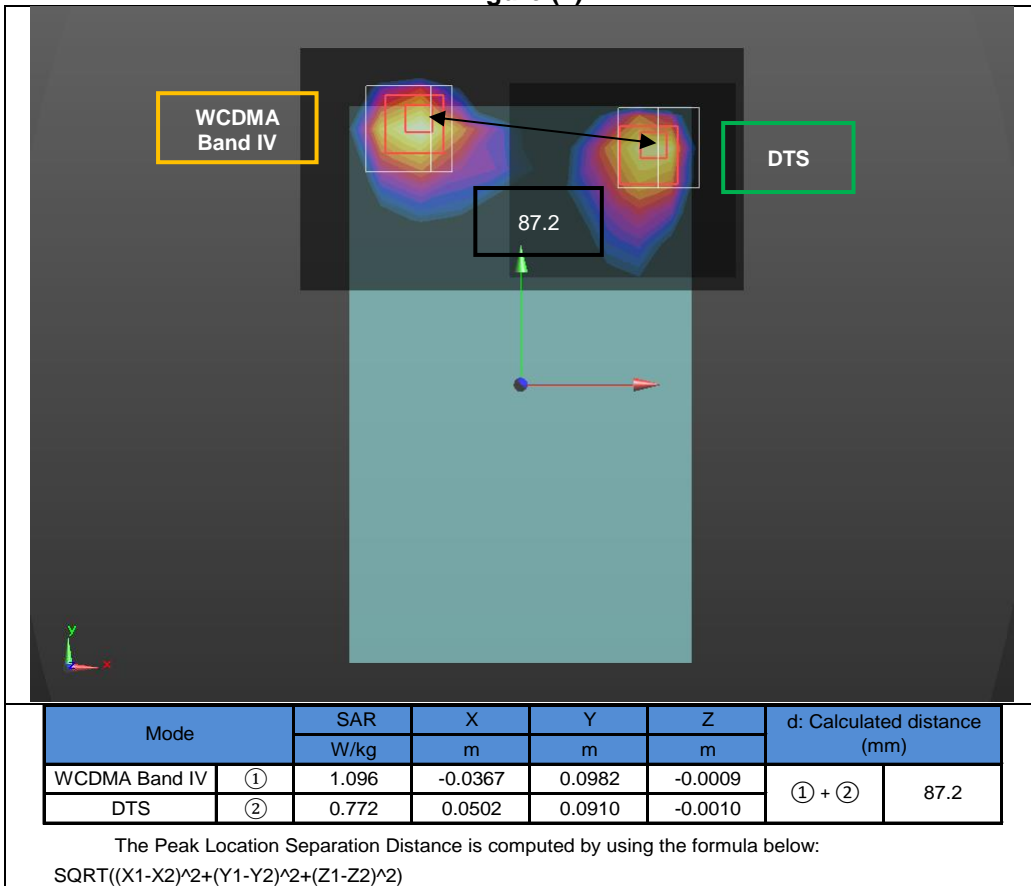 WCDMA
Band IV
DTS
87.2
y
x
Mode SAR X Y Z d: Calculated distance (mm)
W/kg m m m
WCDMA Band IV ① 1.096 -0.0367 0.0982 -0.0009 ① + ② 87.2
DTS ② 0.772 0.0502 0.0910 -0.0010
The Peak Location Separation Distance is computed by using the formula below:
SQRT((X1-X2)^2+(Y1-Y2)^2+(Z1-Z2)^2)